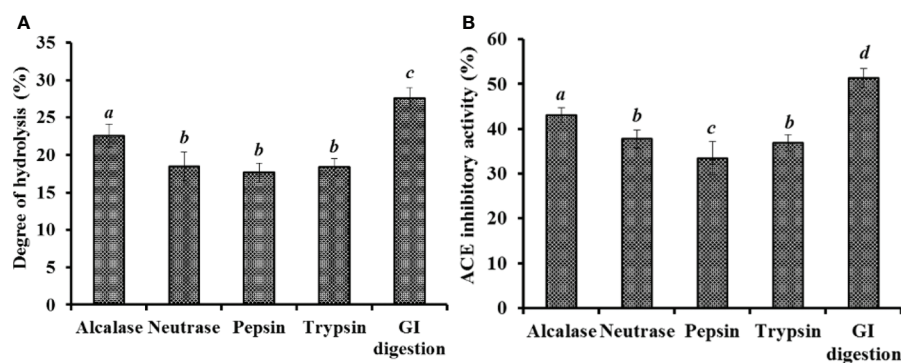 A
Degree of hydrolysis (%)
35
30
25
20
15
10
5
0
a
b
b
b
c
Alcalase Neutrase Pepsin Trypsin GI
digestion
B
ACE inhibitory activity (%)
60
50
40
30
20
10
0
a
b
c
b
d
Alcalase Neutrase Pepsin Trypsin GI
digestion